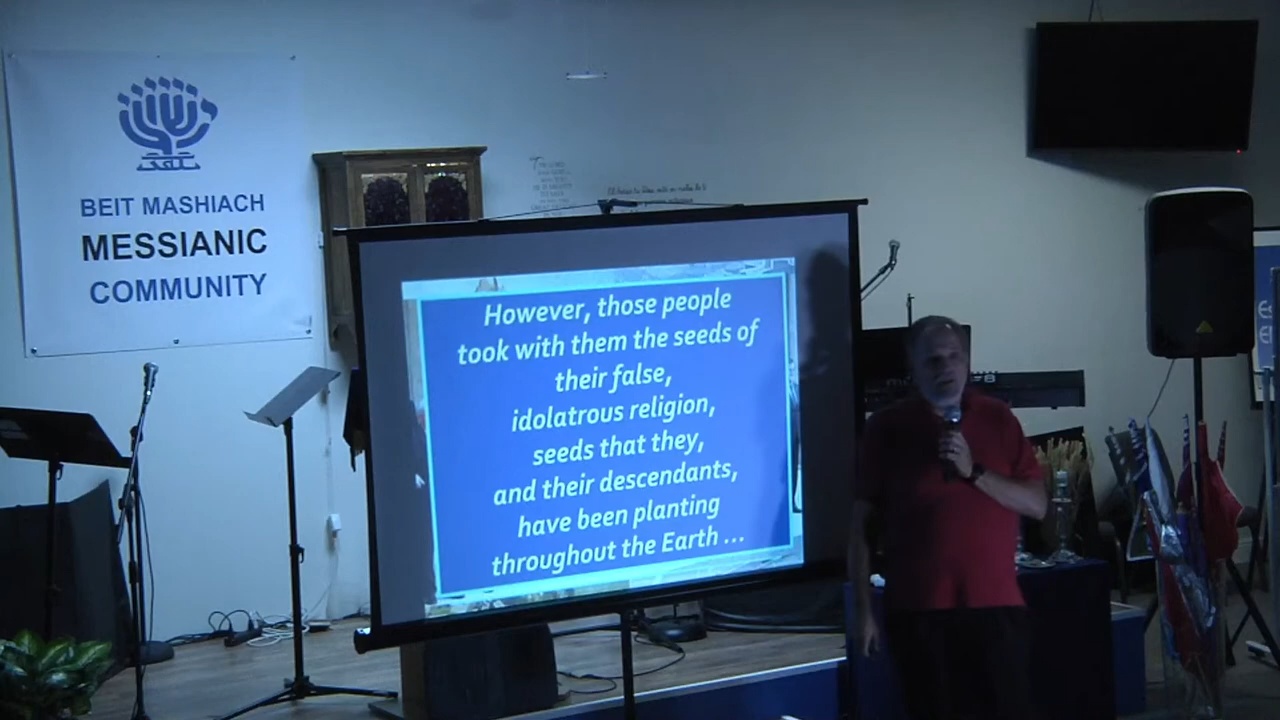 BEIT MASHIACH
MESSIANIC
COMMUNITY
However, those people
took with them the seeds of
their false,
idolatrous religion,
seeds that they,
and their descendants,
have been planting
throughout the Earth ...